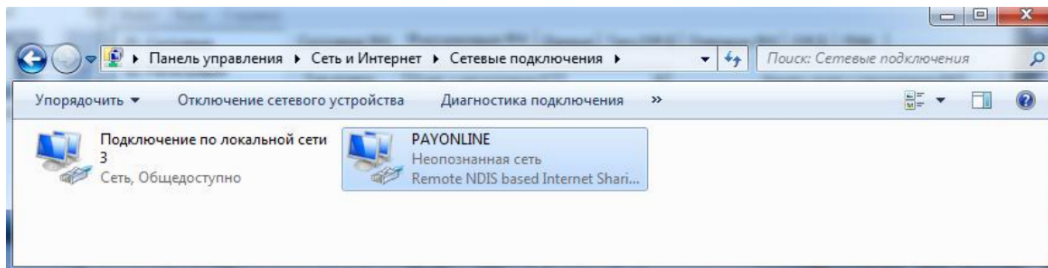 Панель управления ▸ Сеть и Интернет ▸ Сетевые подключения ▸
Поиск: Сетевые подключения
Упорядочить ▾ Отключение сетевого устройства Диагностика подключения »
Подключение по локальной сети
3
Сеть, Общедоступно
PAYONLINE
Неопознанная сеть
Remote NDIS based Internet Shari...